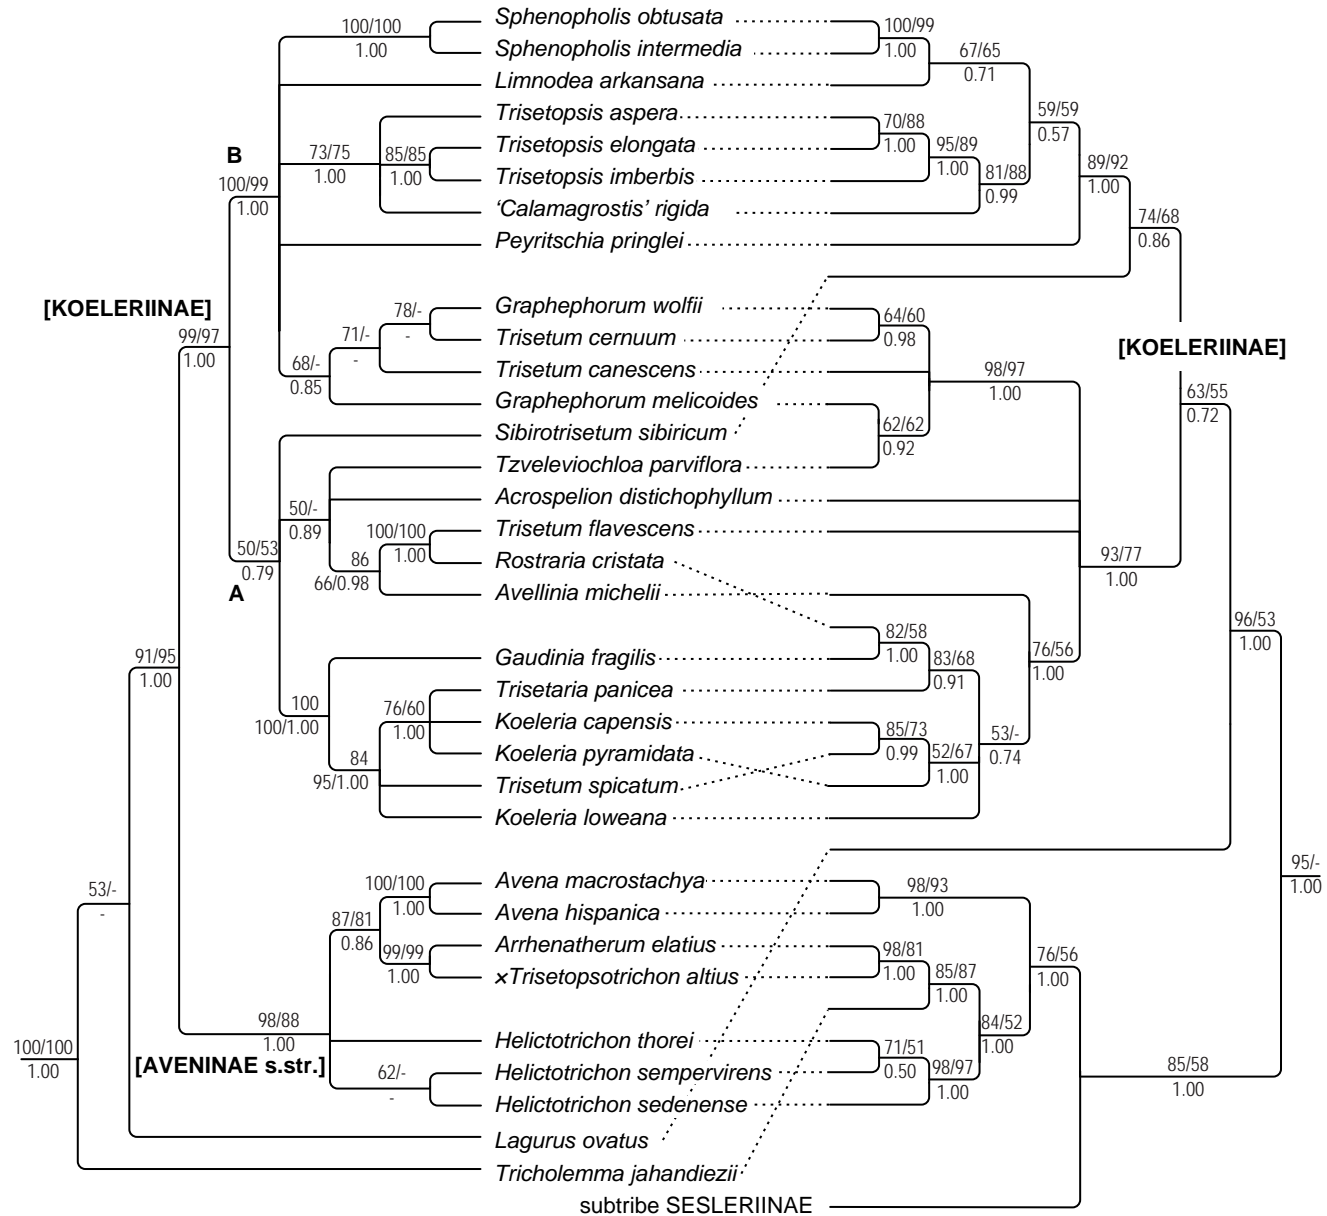 Sphenopholis obtusata
100/100
1.00
100/99
1.00
Sphenopholis intermedia
67/65
0.71
Limnodea arkansana
Trisetopsis aspera
59/59
0.57
70/88
1.00
Trisetopsis elongata
B
73/75
1.00
85/85
1.00
95/89
1.00
89/92
1.00
Trisetopsis imberbis
81/88
0.99
100/99
1.00
'Calamagrostis' rigida
74/68
0.86
Peyritschia pringlei
[KOELERIINAE]
Graphephorum wolfii
78/-
-
64/60
0.98
99/97
1.00
71/-
-
Trisetum cernuum
[KOELERIINAE]
68/-
0.85
Trisetum canescens
98/97
1.00
63/55
0.72
Graphephorum melicoides
62/62
0.92
Sibirotrisetum sibiricum
Tzveleviochloa parviflora
Acrospelion distichophyllum
50/-
0.89
100/100
1.00
Trisetum flavescens
50/53
0.79
86
66/0.98
Rostraria cristata
93/77
1.00
A
Avellinia michelii
82/58
1.00
96/53
1.00
91/95
1.00
Gaudinia fragilis
83/68
0.91
76/56
1.00
Trisetaria panicea
100
100/1.00
76/60
1.00
Koeleria capensis
85/73
0.99
53/-
0.74
84
95/1.00
Koeleria pyramidata
52/67
1.00
Trisetum spicatum
Koeleria loweana
53/-
-
100/100
1.00
Avena macrostachya
98/93
1.00
95/-
1.00
87/81
0.86
Avena hispanica
Arrhenatherum elatius
99/99
1.00
98/81
1.00
76/56
1.00
×Trisetopsotrichon altius
85/87
1.00
98/88
1.00
84/52
1.00
100/100
1.00
[AVENINAE s.str.]
Helictotrichon thorei
71/51
0.50
62/-
-
Helictotrichon sempervirens
98/97
1.00
85/58
1.00
Helictotrichon sedenense
Lagurus ovatus
Tricholemma jahandiezii
subtribe SESLERIINAE